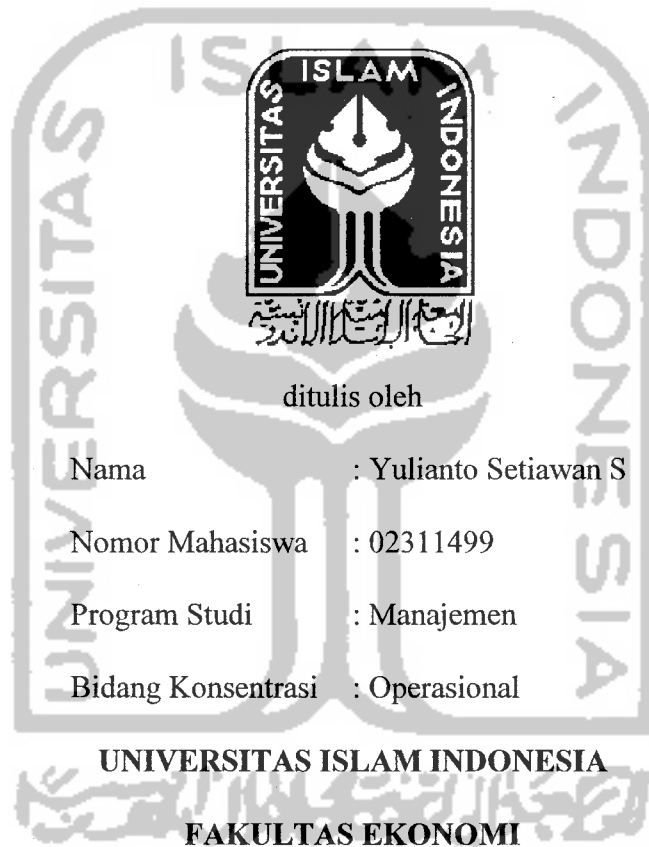 UNIVERSITAS ISLAM INDONESIA
ditulis oleh
Nama : Yulianto Setiawan S
Nomor Mahasiswa : 02311499
Program Studi : Manajemen
Bidang Konsentrasi : Operasional
UNIVERSITAS ISLAM INDONESIA
FAKULTAS EKONOMI